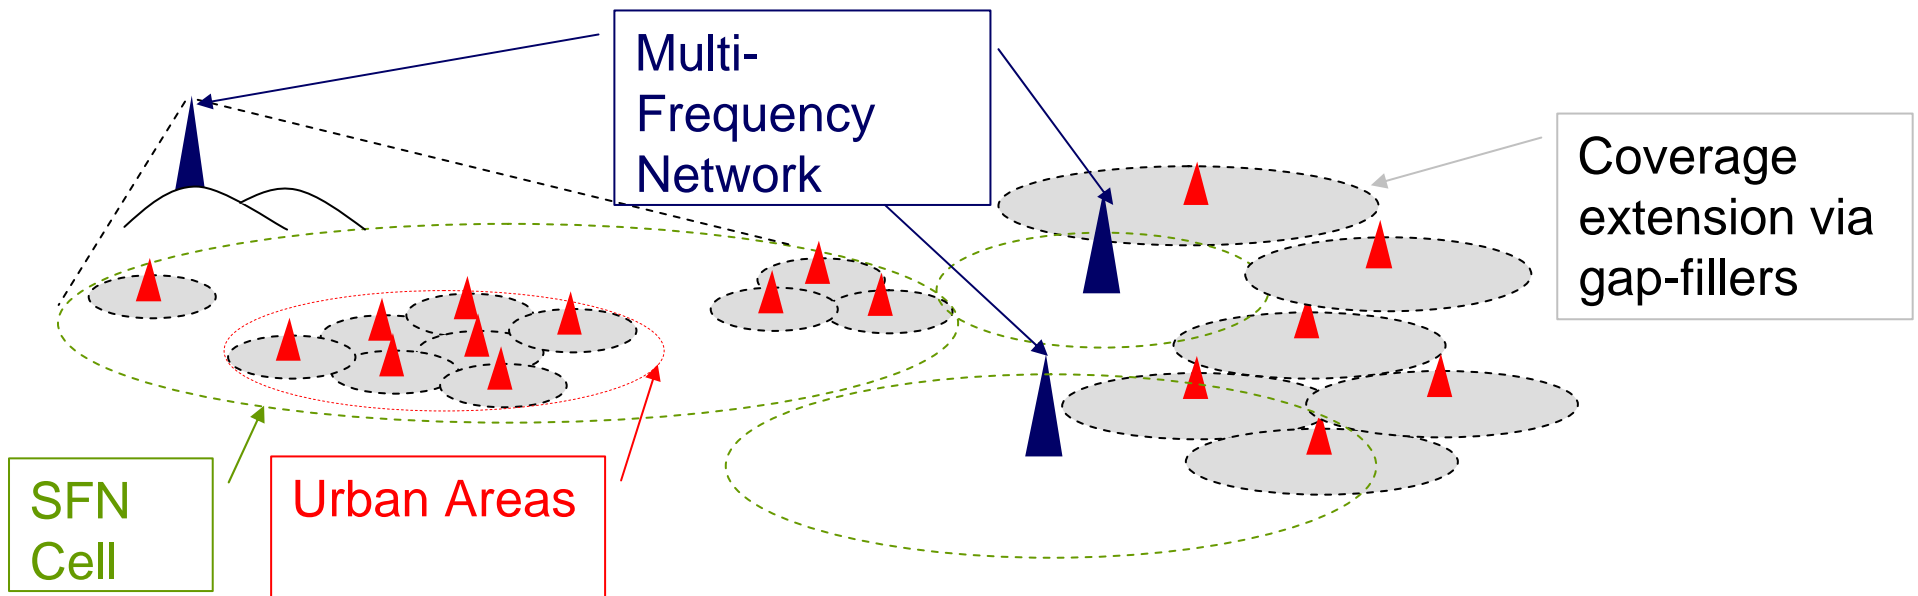 Multi-
Frequency
Network
Coverage
extension via
gap-fillers
SFN
Cell
Urban Areas